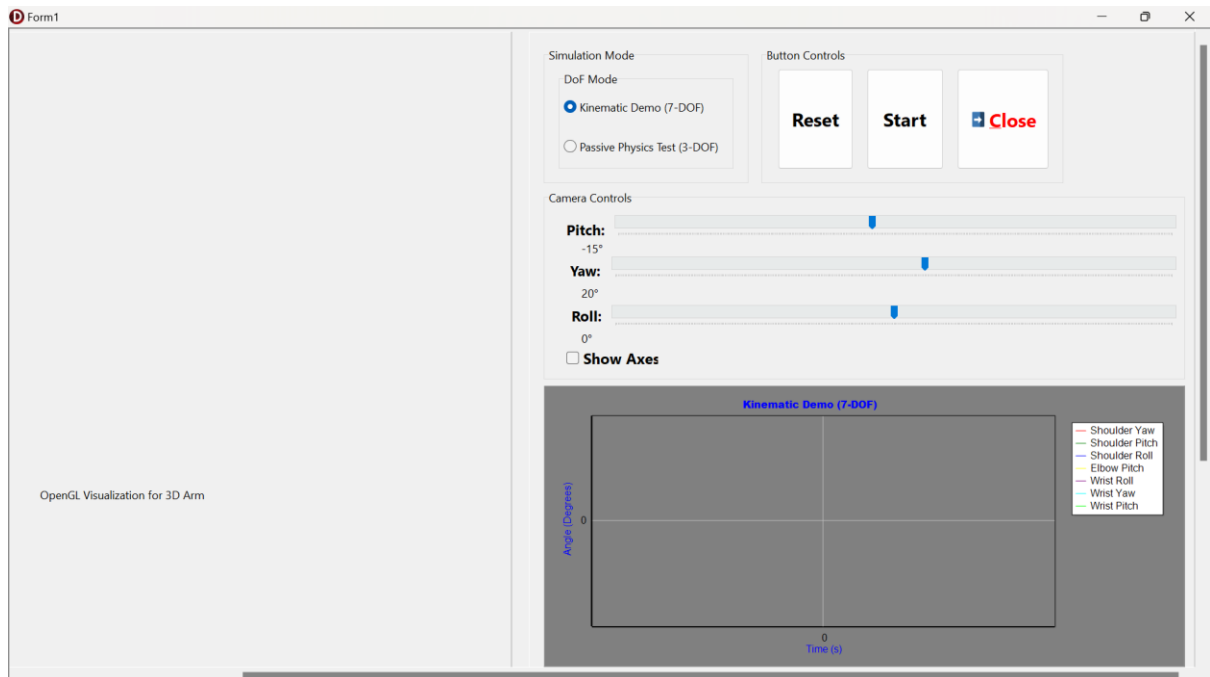 Form1
Simulation Mode
DoF Mode
Kinematic Demo (7-DOF)
Passive Physics Test (3-DOF)
Button Controls
Reset
Start
Close
Camera Controls
Pitch:
-15°
Yaw:
20°
Roll:
0°
Show Axes
OpenGL Visualization for 3D Arm
Kinematic Demo (7-DOF)
Angle (Degrees)
0
0
Time (s)
Shoulder Yaw
Shoulder Pitch
Shoulder Roll
Elbow Pitch
Wrist Roll
Wrist Yaw
Wrist Pitch